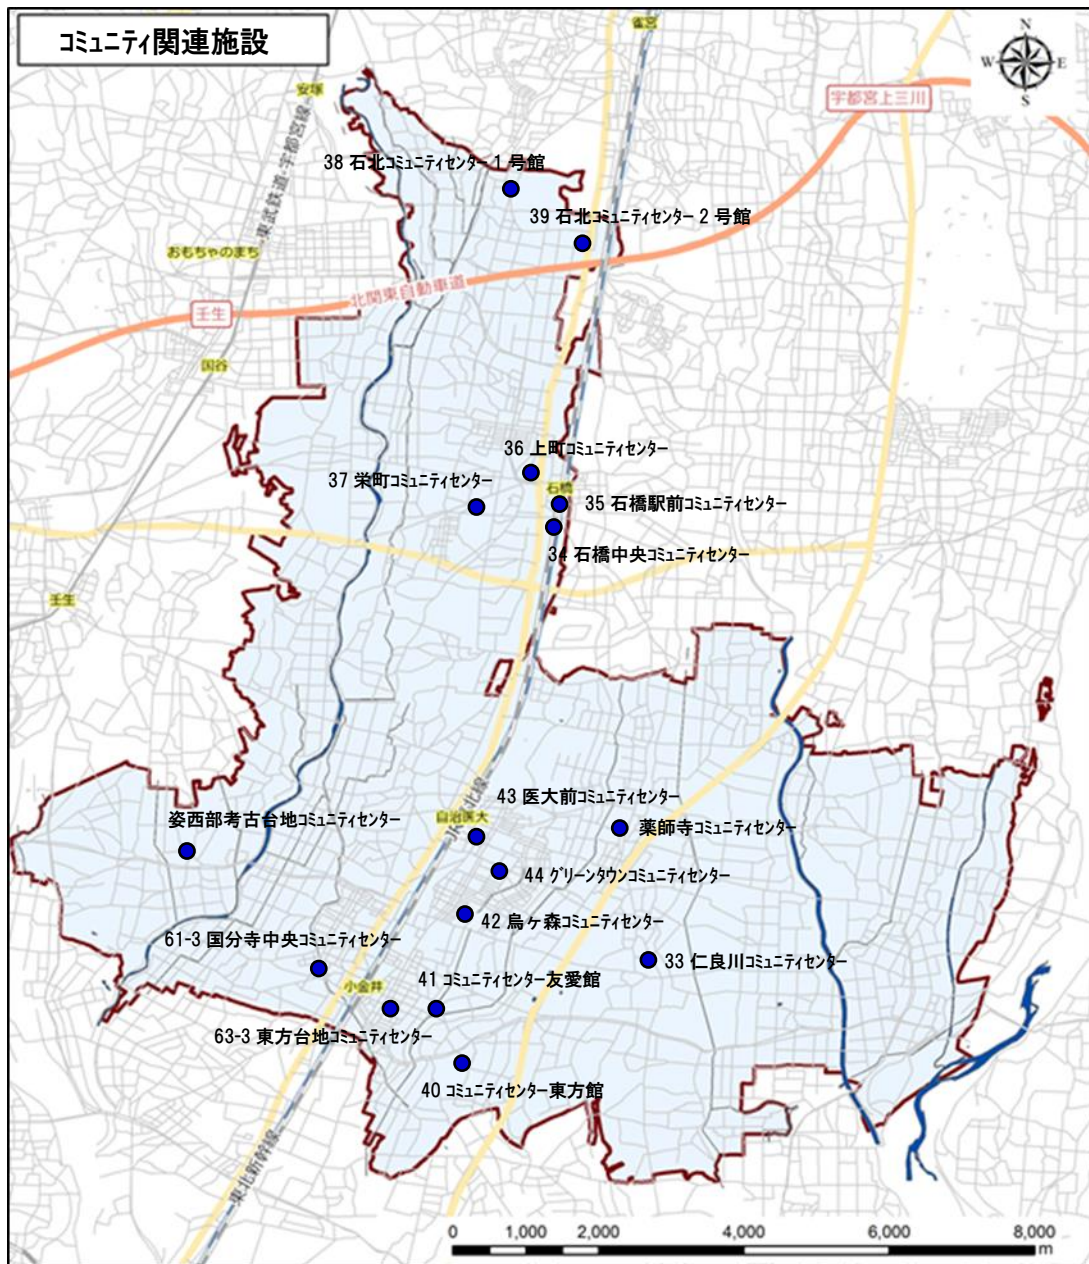 コミュニティ関連施設
雀宮
N
W
E
S
安塚
宇都宮上三川
東武鉄道-宇都宮線
38 石北コミュニティセンター 1 号館
39 石北コミュニティセンター 2 号館
おもちゃのまち
北関東自動車道
壬生
国谷
36 上町コミュニティセンター
37 栄町コミュニティセンター
石橋
35 石橋駅前コミュニティセンター
34 石橋中央コミュニティセンター
壬生
43 医大前コミュニティセンター
自治医大
姿西部考古台地コミュニティセンター
薬師寺コミュニティセンター
44 グリーンタウンコミュニティセンター
42 烏ヶ森コミュニティセンター
61-3 国分寺中央コミュニティセンター
33 仁良川コミュニティセンター
41 コミュニティセンター友愛館
小金井
63-3 東方台地コミュニティセンター
40 コミュニティセンター東方館
東北新幹線
0 1,000 2,000 4,000 6,000 8,000
m